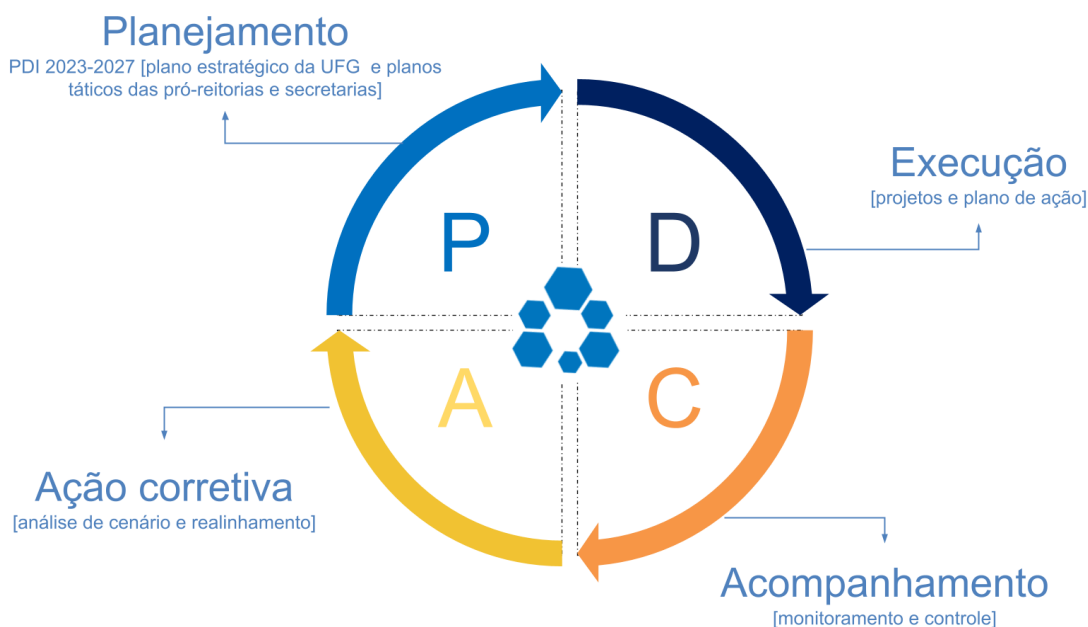 Planejamento
PDI 2023-2027 [plano estratégico da UFG e planos
táticos das pró-reitorias e secretarias]
Execução
[projetos e plano de ação]
P
D
A
C
Ação corretiva
[análise de cenário e realinhamento]
Acompanhamento
[monitoramento e controle]